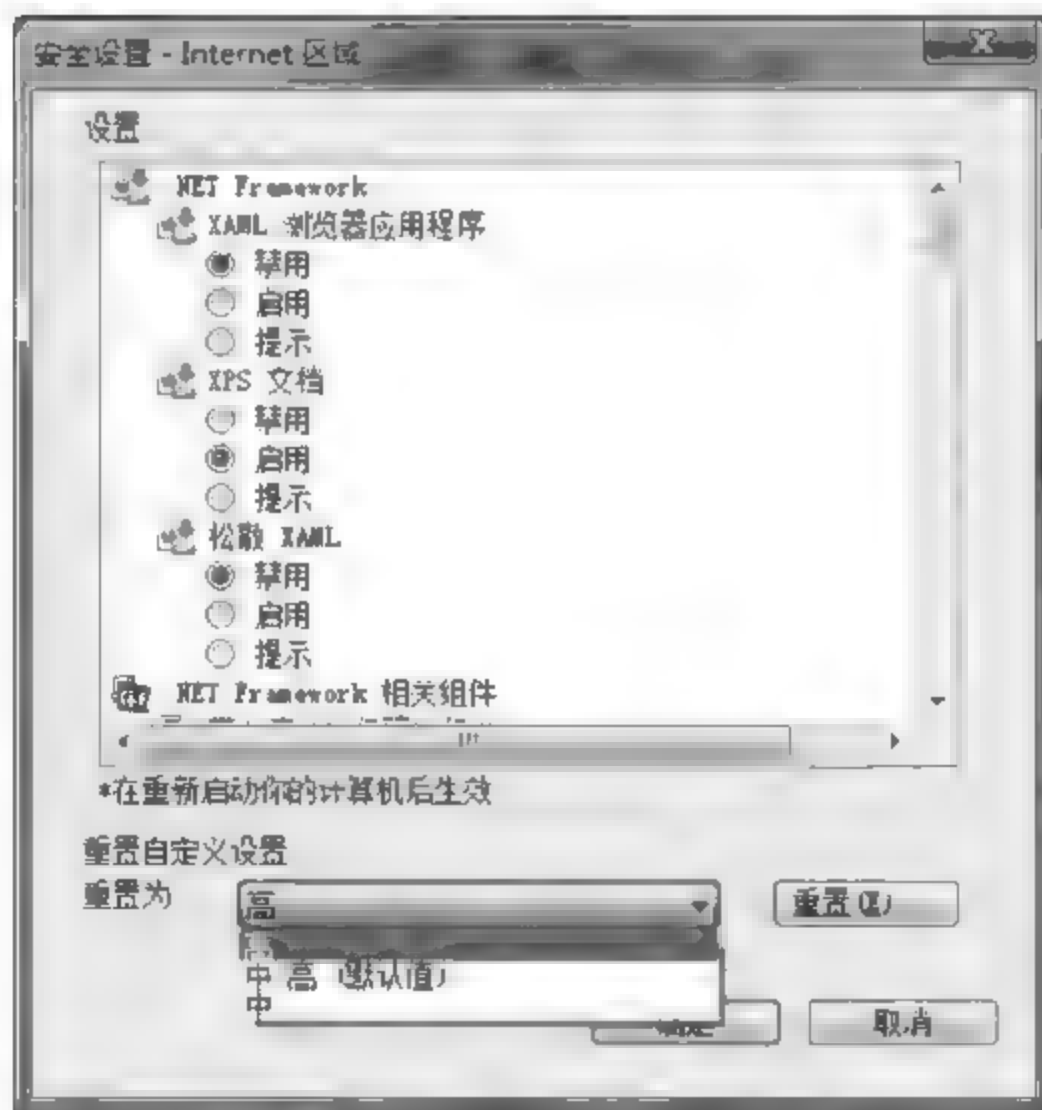 安全设置 - Internet 区域
设置
NET Framework
XAML 浏览器应用程序
禁用
启用
提示
XPS 文档
禁用
启用
提示
松散 XAML
禁用
启用
提示
NET Framework 相关组件
*在重新启动你的计算机后生效
重置自定义设置
重置为
高
重置(E)
中 高 (默认值)
中
取消